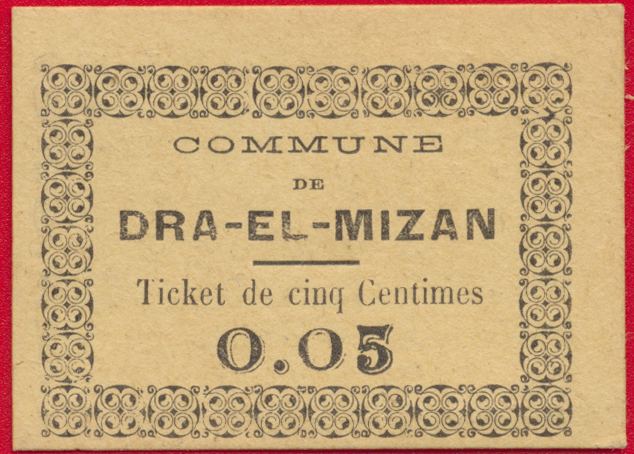 COMMUNE
DE
DRA-EL-MIZAN
Ticket de cinq Centimes
0.05